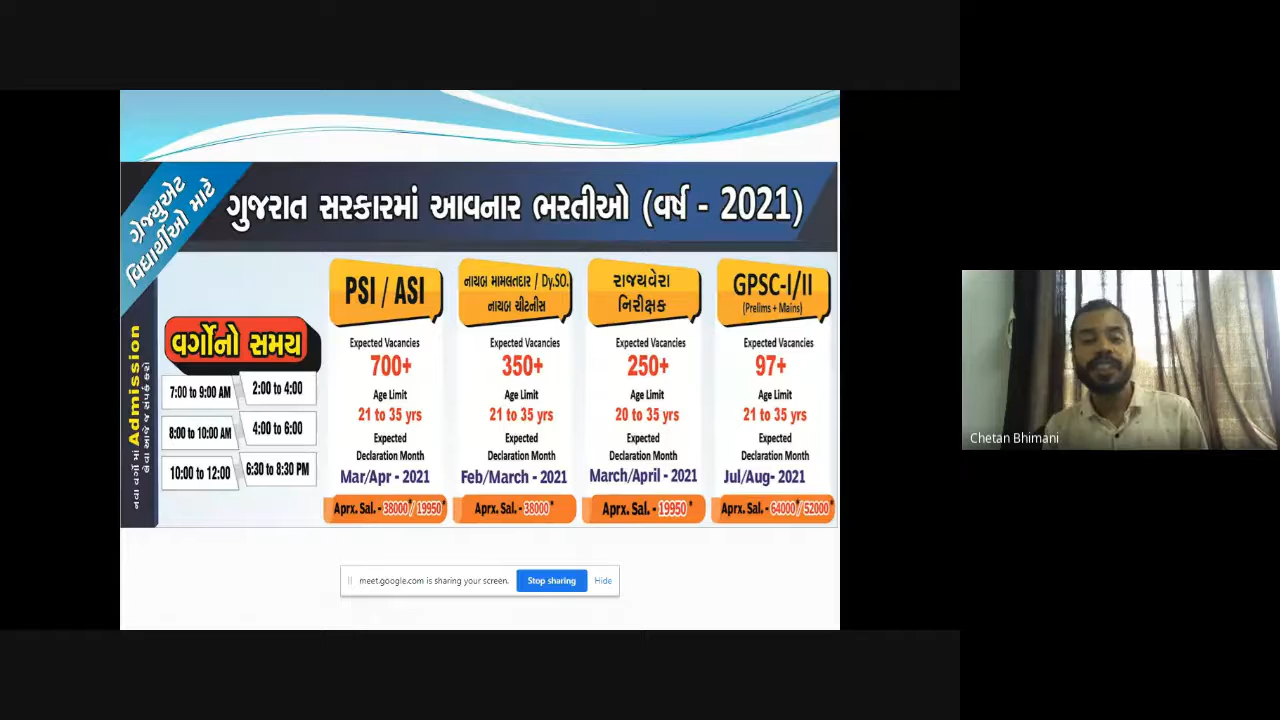 ગ્રેજ્યુએટ
વિદ્યાર્થીઓ માટે
ગુજરાત સરકારમાં આવનાર ભરતીઓ (વર્ષ - 2021)
નવા વર્ગો માં Admission
લેવા આજે જ સંપર્ક કરો
વર્ગોનો સમય
7:00 to 9:00 AM
2:00 to 4:00
8:00 to 10:00 AM
4:00 to 6:00
10:00 to 12:00
6:30 to 8:30 PM
PSI / ASI
Expected Vacancies
700+
Age Limit
21 to 35 yrs
Expected
Declaration Month
Mar/Apr - 2021
Aprx. Sal. - 38000*/19950*
નાયબ મામલતદાર / Dy.SO.
નાયબ ચીટનીસ
Expected Vacancies
350+
Age Limit
21 to 35 yrs
Expected
Declaration Month
Feb/March - 2021
Aprx. Sal. - 38000*
રાજયવેરા
નિરીક્ષક
Expected Vacancies
250+
Age Limit
20 to 35 yrs
Expected
Declaration Month
March/April - 2021
Aprx. Sal. - 19950*
GPSC-I/II
(Prelims + Mains)
Expected Vacancies
97+
Age Limit
21 to 35 yrs
Expected
Declaration Month
Jul/Aug- 2021
Aprx. Sal. - 64000*/52000*
meet.google.com is sharing your screen.
Stop sharing
Hide
Chetan Bhimani